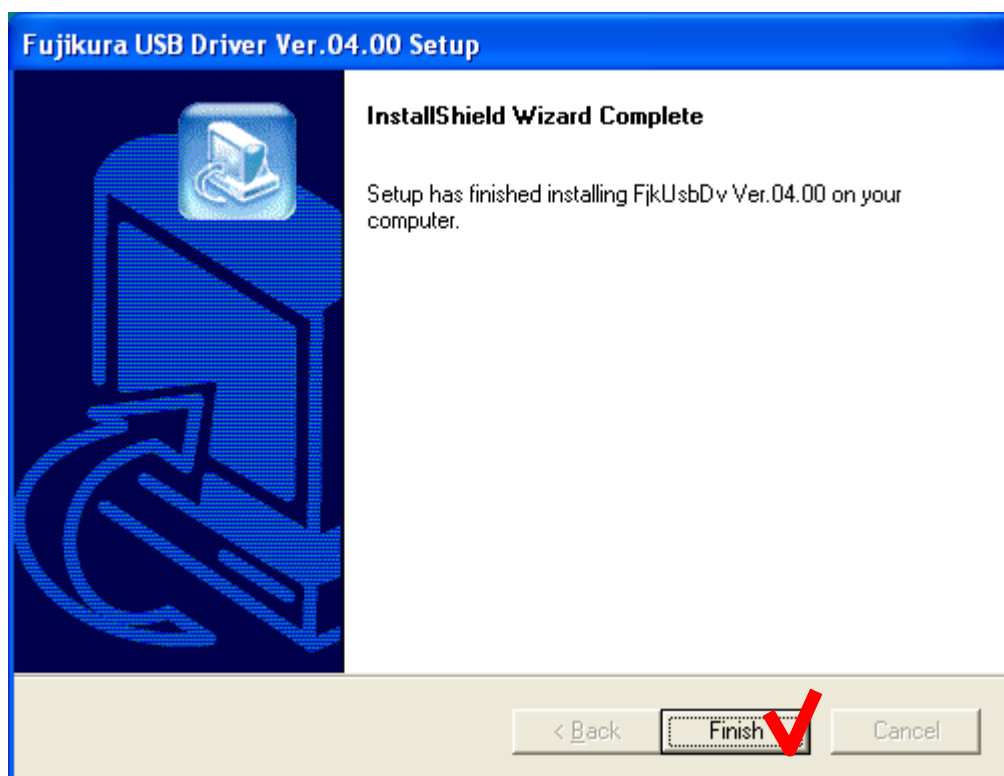 Fujikura USB Driver Ver.04.00 Setup
InstallShield Wizard Complete
Setup has finished installing FjkUsbDv Ver.04.00 on your
computer.
< Back
Finish
Cancel